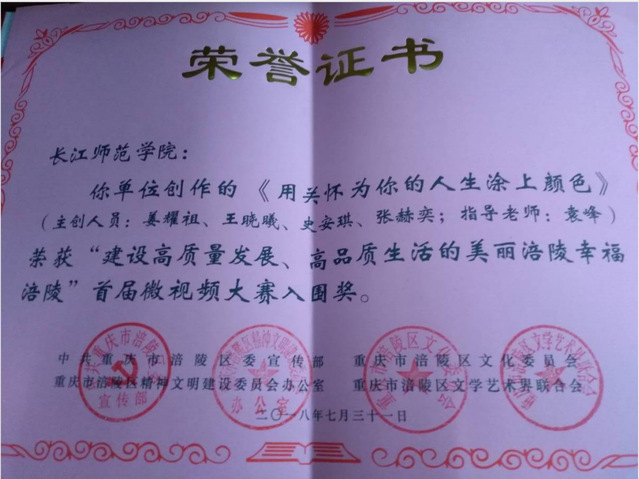 荣誉证书
长江师范学院：
你单位创作的《用关怀为你的人生涂上颜色》
（主创人员：姜耀祖、王晓曦、史安琪、张赫奕；指导老师：袁峰）
荣获“建设高质量发展、高品质生活的美丽涪陵幸福
涪陵”首届微视频大赛入围奖。
中共重庆市涪陵区委宣传部 重庆市涪陵区文化委员会
重庆市涪陵区精神文明建设委员会办公室 重庆市涪陵区文学艺术界联合会
宣传部 办公室
二〇一八年七月三十一日